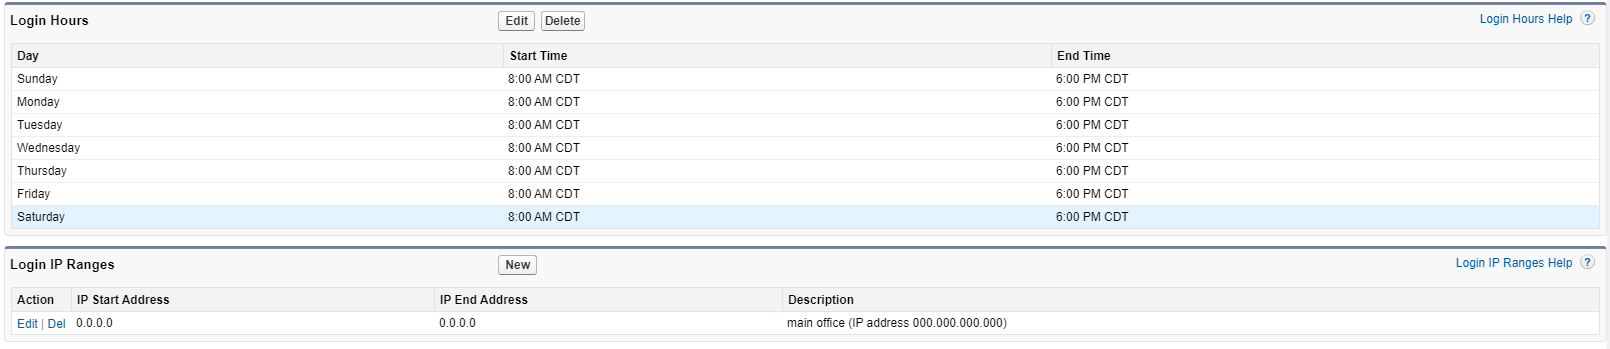 Login Hours Edit Delete Login Hours Help ?
Day Start Time End Time
Sunday 8:00 AM CDT 6:00 PM CDT
Monday 8:00 AM CDT 6:00 PM CDT
Tuesday 8:00 AM CDT 6:00 PM CDT
Wednesday 8:00 AM CDT 6:00 PM CDT
Thursday 8:00 AM CDT 6:00 PM CDT
Friday 8:00 AM CDT 6:00 PM CDT
Saturday 8:00 AM CDT 6:00 PM CDT
Login IP Ranges New Login IP Ranges Help ?
Action IP Start Address IP End Address Description
Edit | Del 0.0.0.0 0.0.0.0 main office (IP address 000.000.000.000)